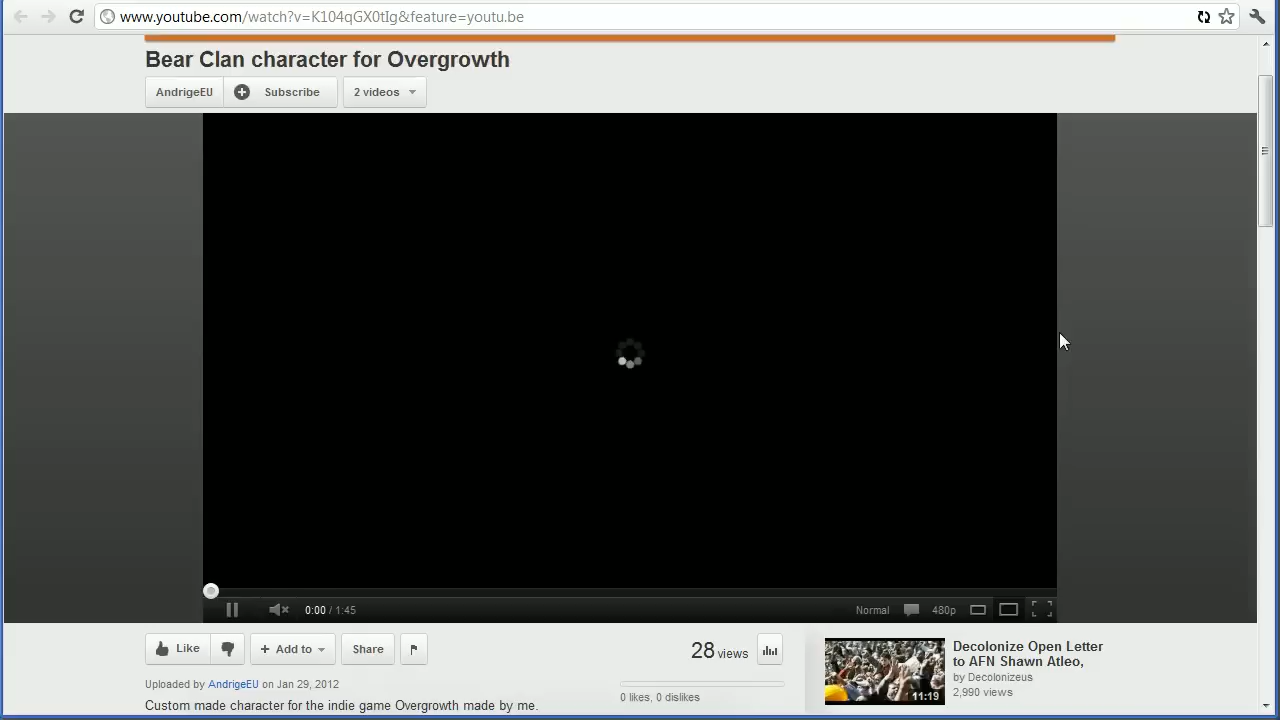 www.youtube.com/watch?v=K104qGX0tIg&feature=youtu.be
Bear Clan character for Overgrowth
AndrigeEU Subscribe 2 videos
0:00 / 1:45 Normal 480p
Like Add to Share 28 views
Uploaded by AndrigeEU on Jan 29, 2012
0 likes, 0 dislikes
Custom made character for the indie game Overgrowth made by me.
11:19
Decolonize Open Letter
to AFN Shawn Atleo,
by Decolonizeus
2,990 views